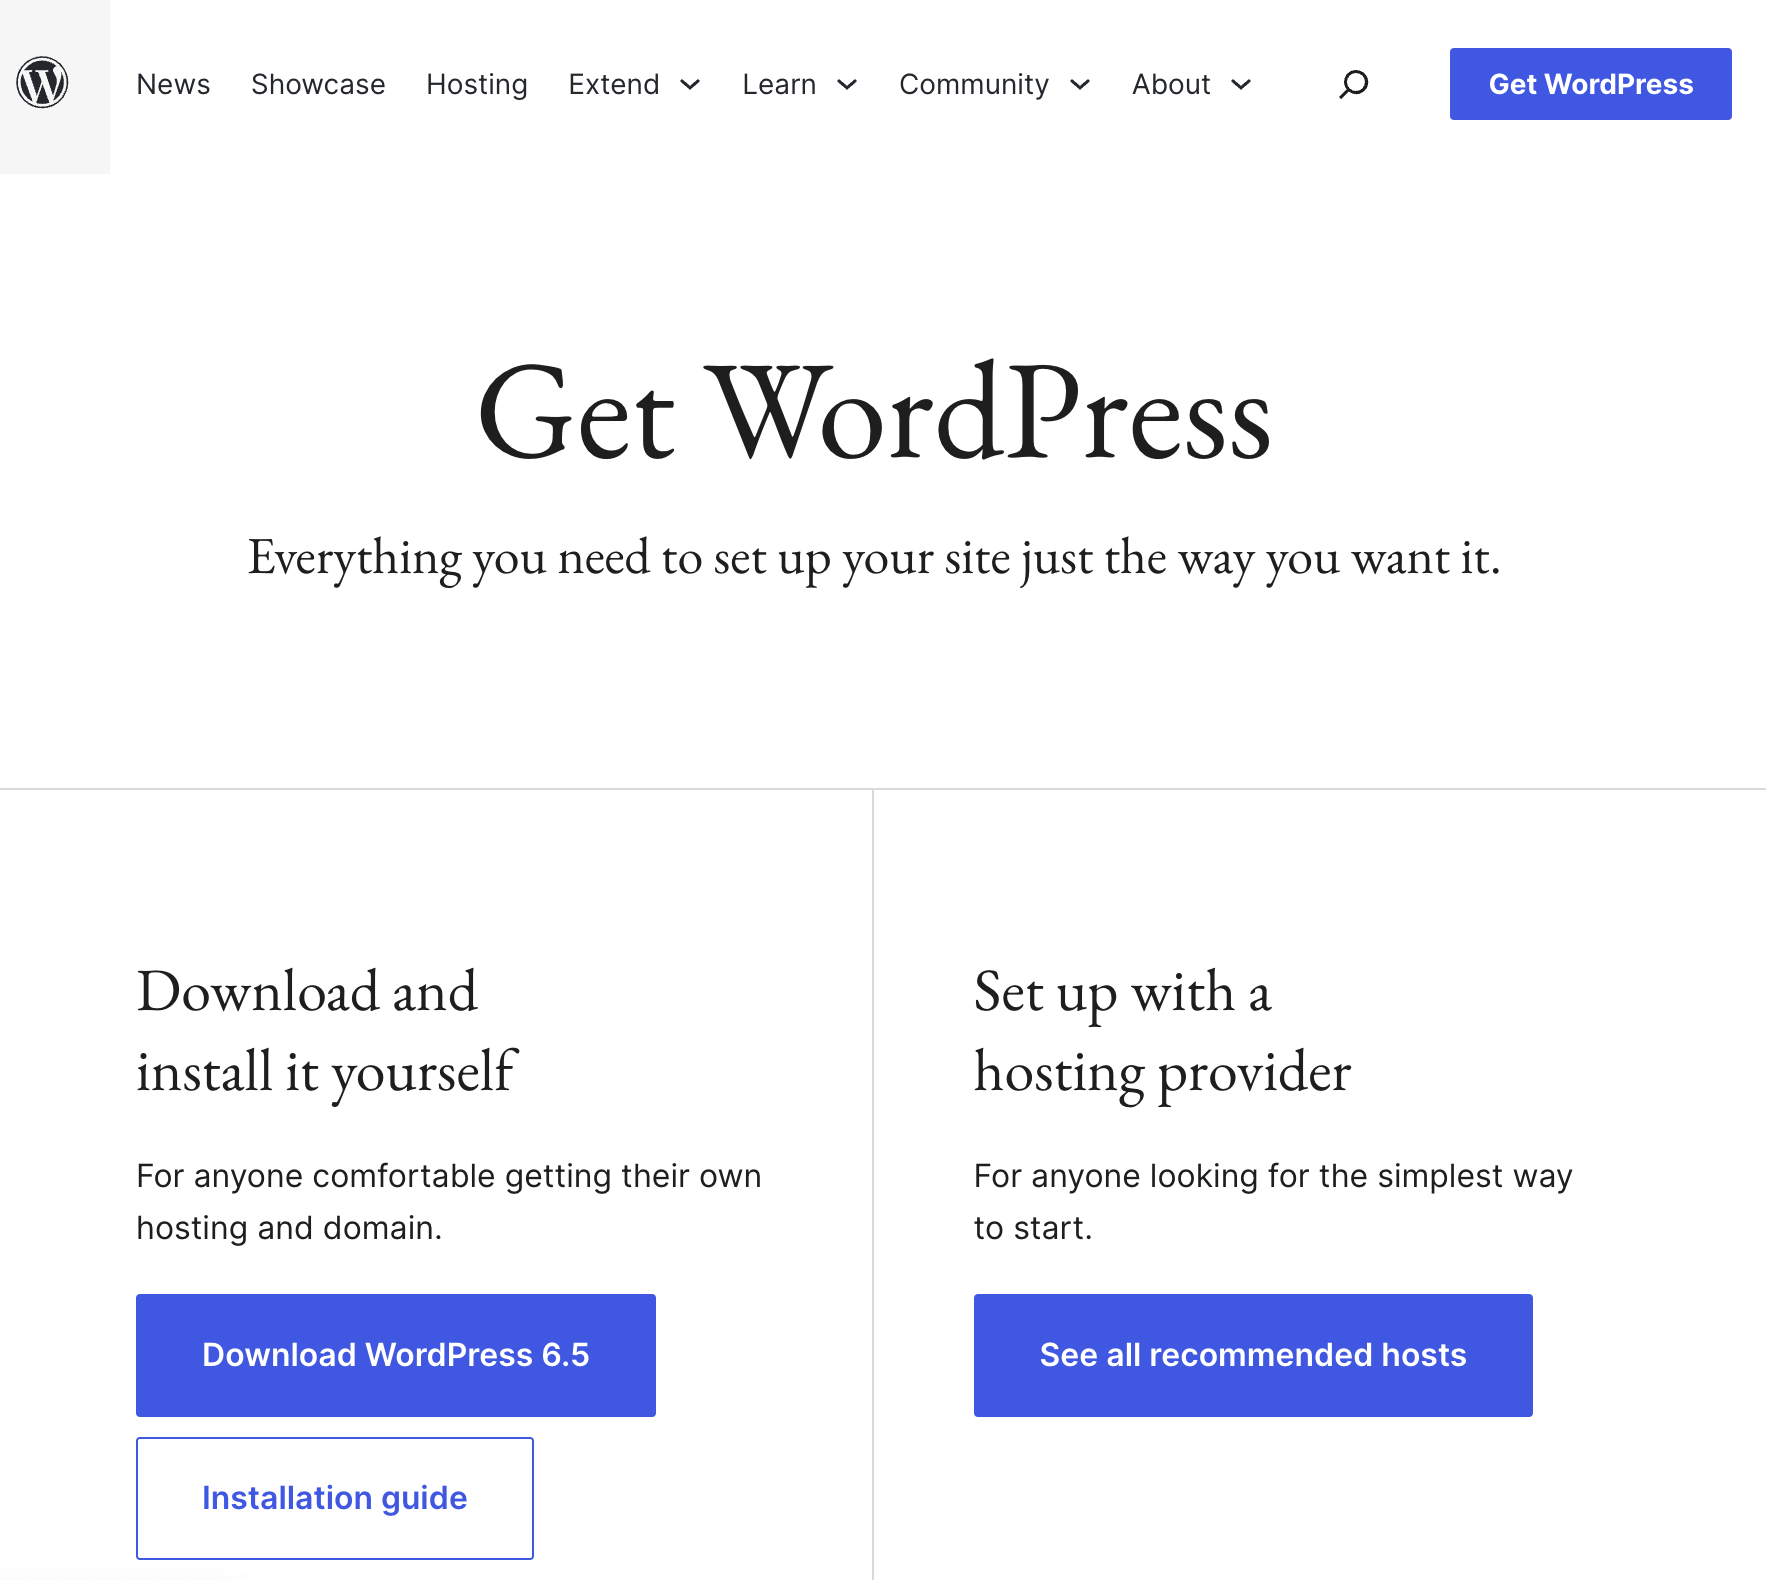 News Showcase Hosting Extend Learn Community About Get WordPress
Get WordPress
Everything you need to set up your site just the way you want it.
Download and
install it yourself
For anyone comfortable getting their own
hosting and domain.
Download WordPress 6.5
Installation guide
Set up with a
hosting provider
For anyone looking for the simplest way
to start.
See all recommended hosts